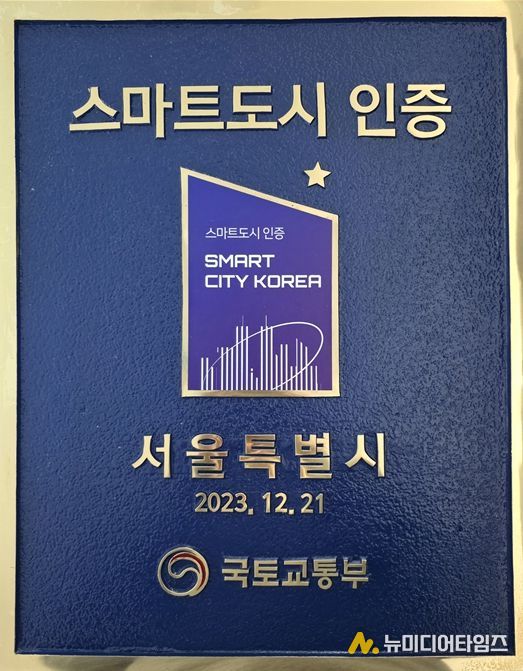 스마트도시 인증
스마트도시 인증
SMART
CITY KOREA
서울특별시
2023. 12. 21
국토교통부
N. 뉴미디어타임즈